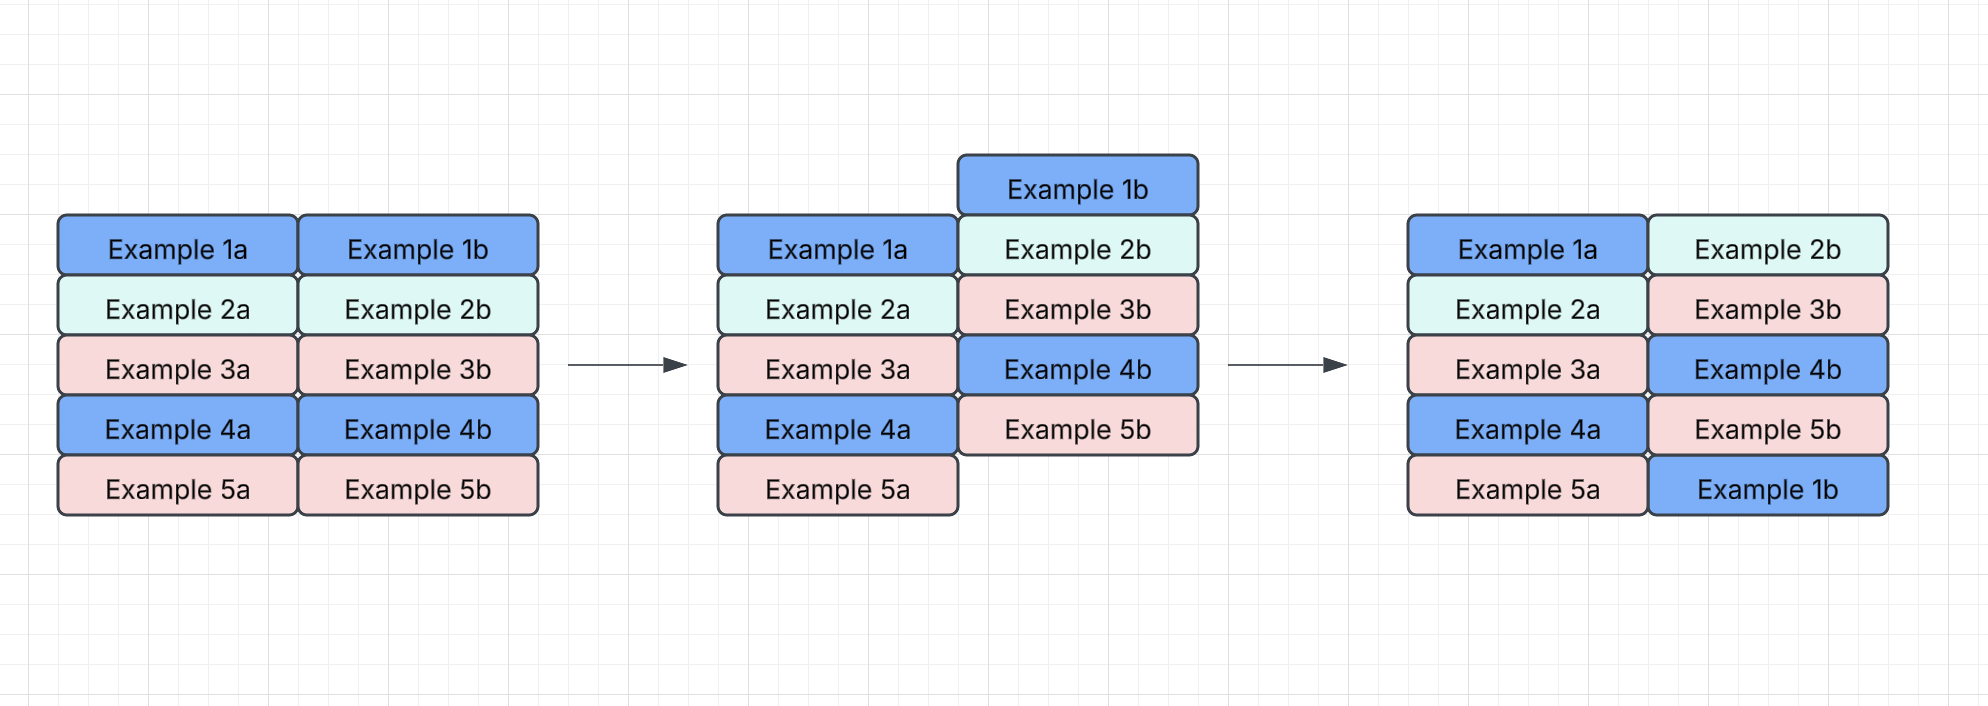 Example 1a Example 1b
Example 2a Example 2b
Example 3a Example 3b
Example 4a Example 4b
Example 5a Example 5b
Example 1b
Example 1a Example 2b
Example 2a Example 3b
Example 3a Example 4b
Example 4a Example 5b
Example 5a
Example 1a Example 2b
Example 2a Example 3b
Example 3a Example 4b
Example 4a Example 5b
Example 5a Example 1b